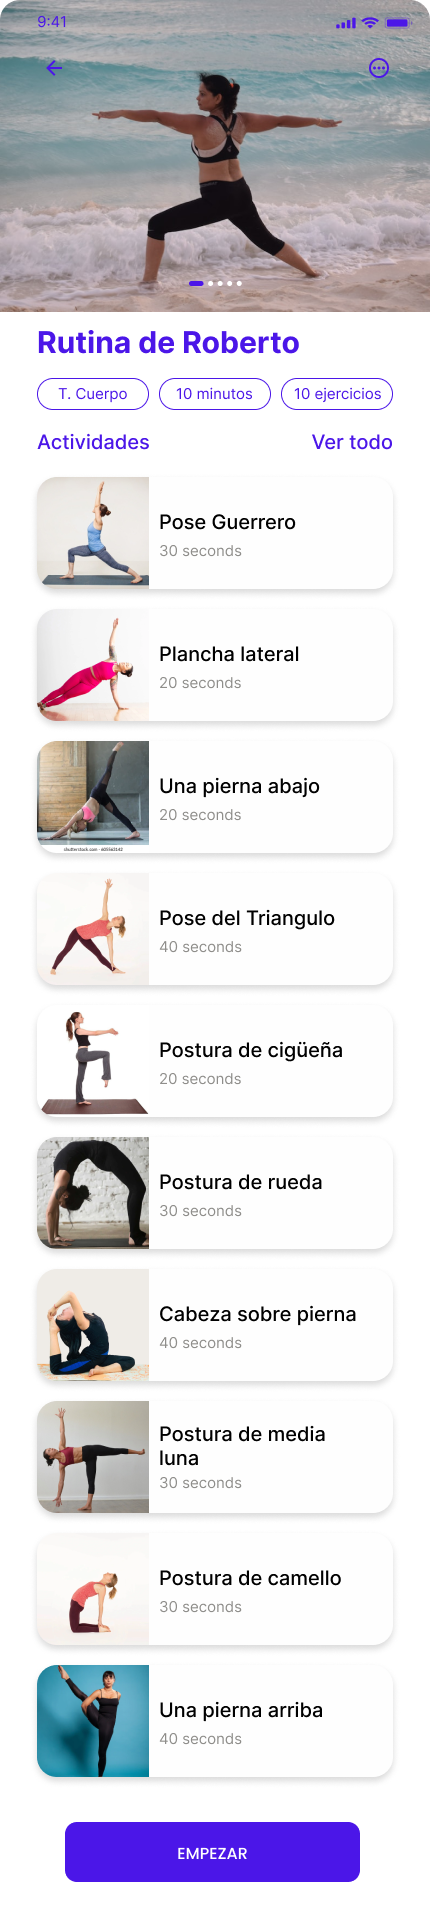 9:41
Rutina de Roberto
T. Cuerpo 10 minutos 10 ejercicios
Actividades Ver todo
Pose Guerrero
30 seconds
Plancha lateral
20 seconds
Una pierna abajo
20 seconds
shutterstock.com · 605563142
Pose del Triangulo
40 seconds
Postura de cigüeña
20 seconds
Postura de rueda
30 seconds
Cabeza sobre pierna
40 seconds
Postura de media
luna
30 seconds
Postura de camello
30 seconds
Una pierna arriba
40 seconds
EMPEZAR